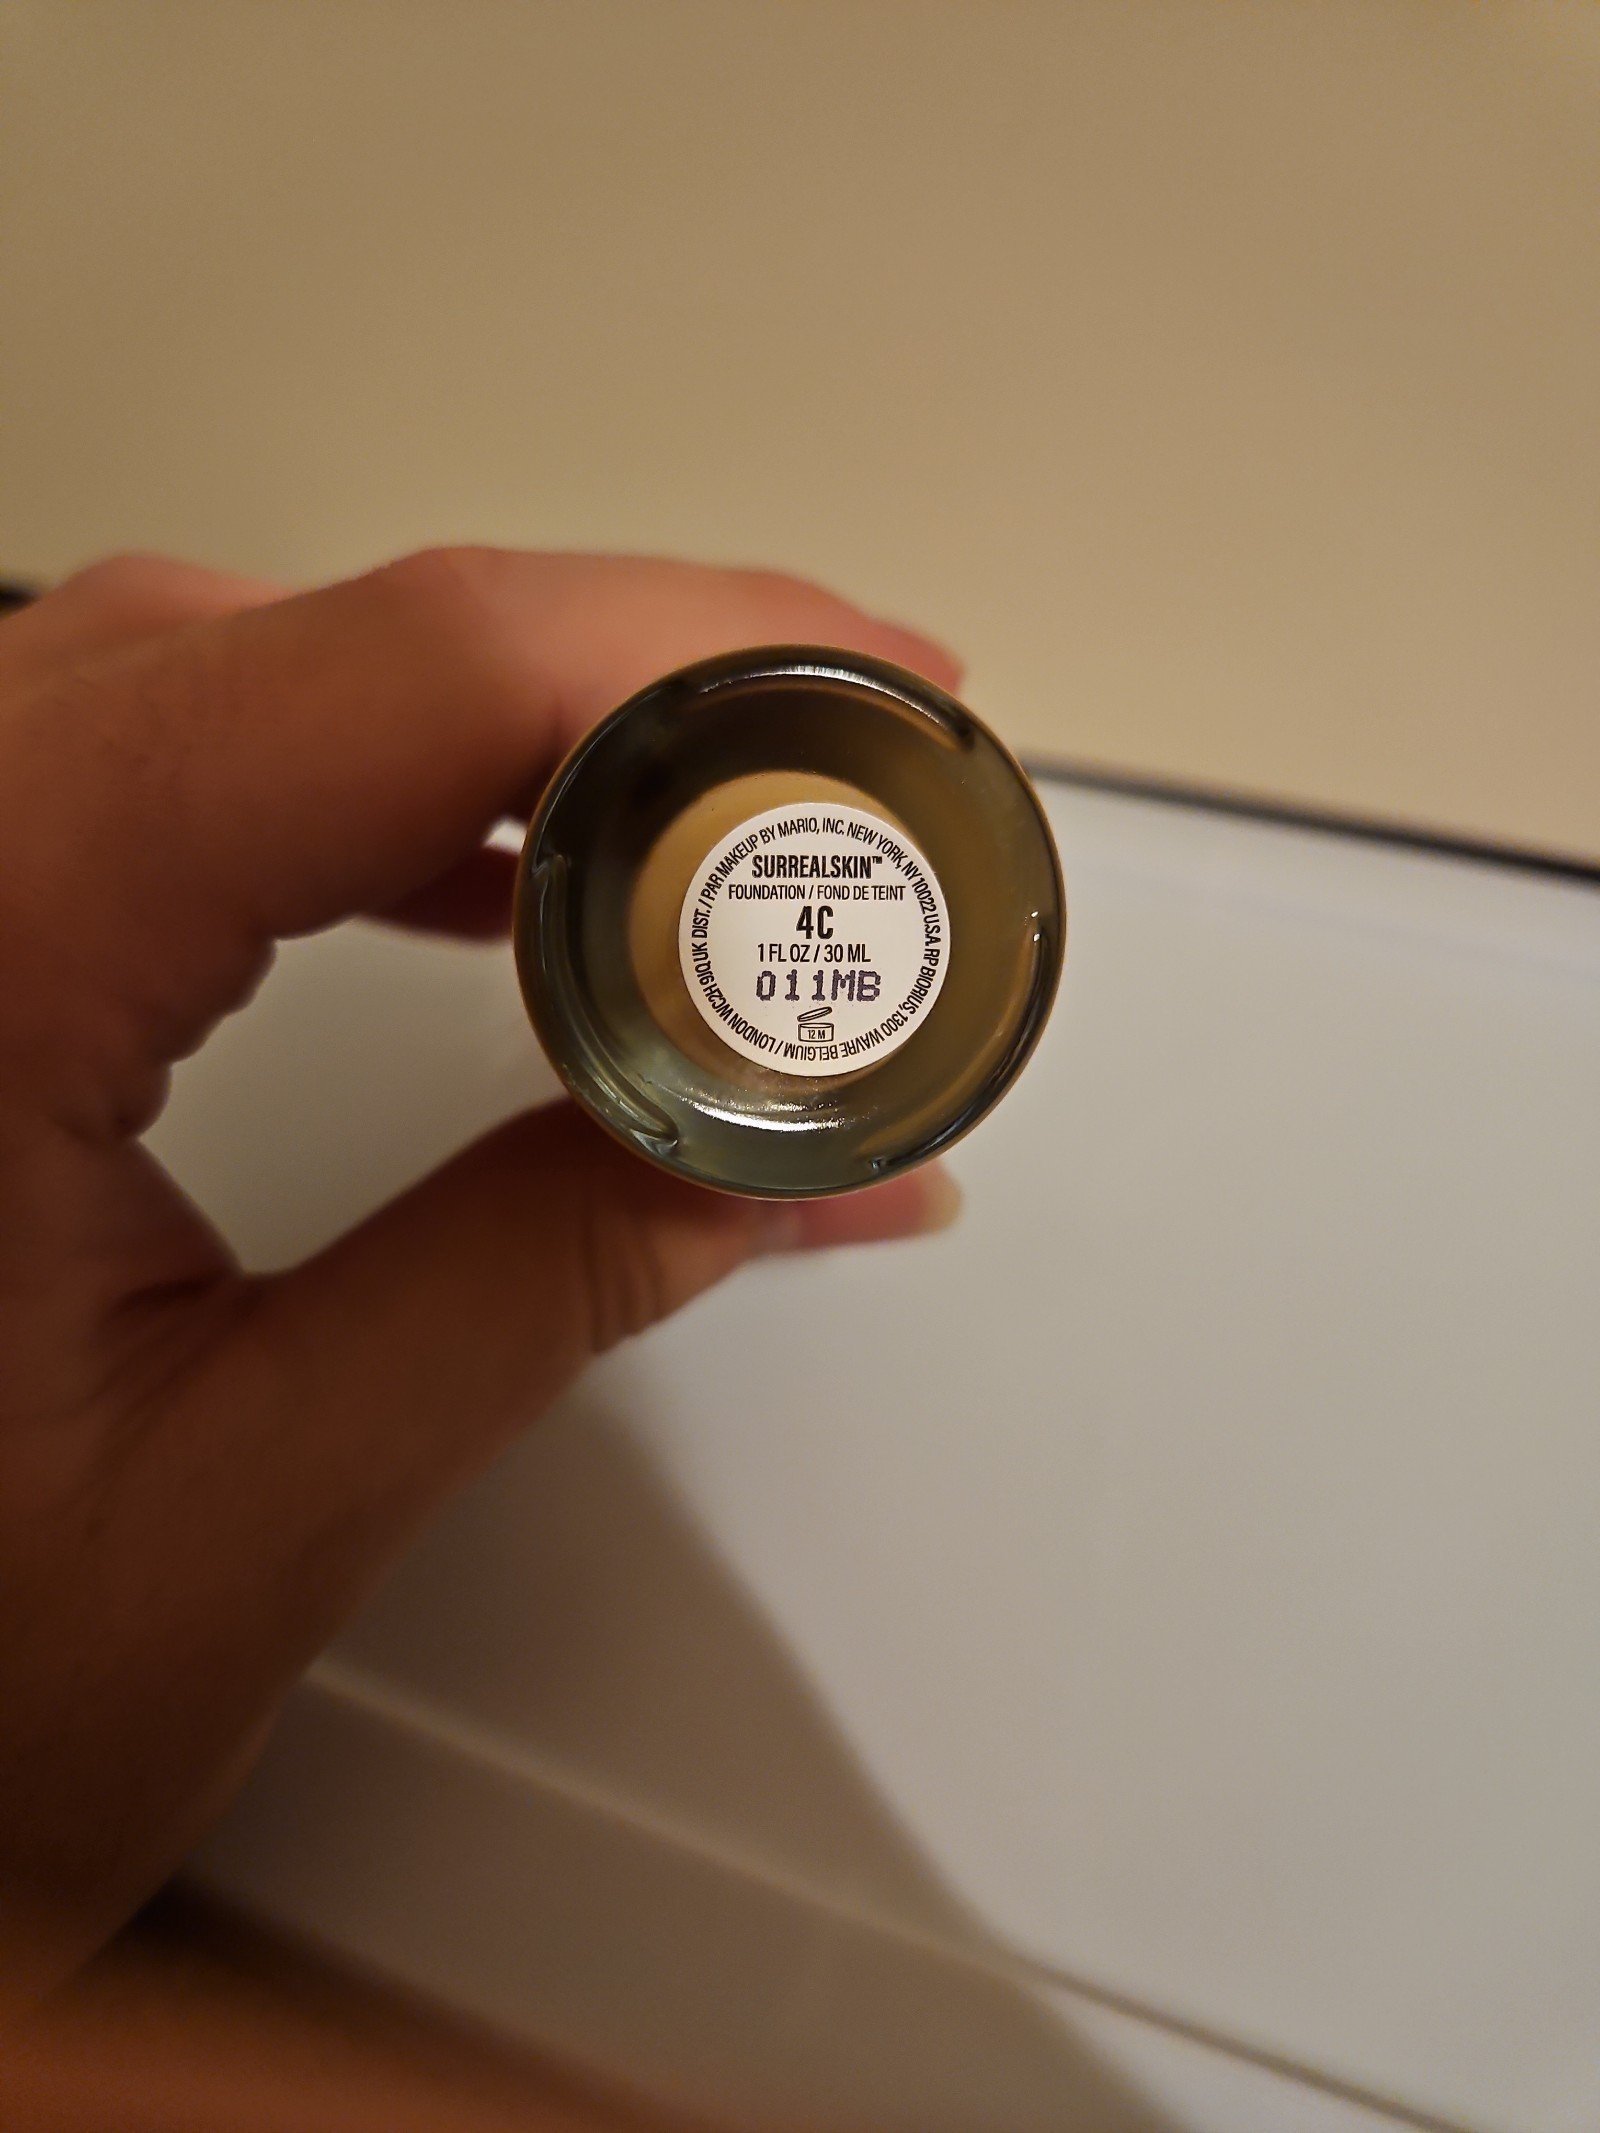 DIST. / PAR MAKEUP BY MARIO, INC. NEW YORK, NY 10022 U.S.A. RP BIORIUS, 1300 WAVRE BELGIUM / LONDON WC2H 9JQ UK
SURREALSKIN™
FOUNDATION / FOND DE TEINT
4C
1 FL OZ / 30 ML
011MB
12 M